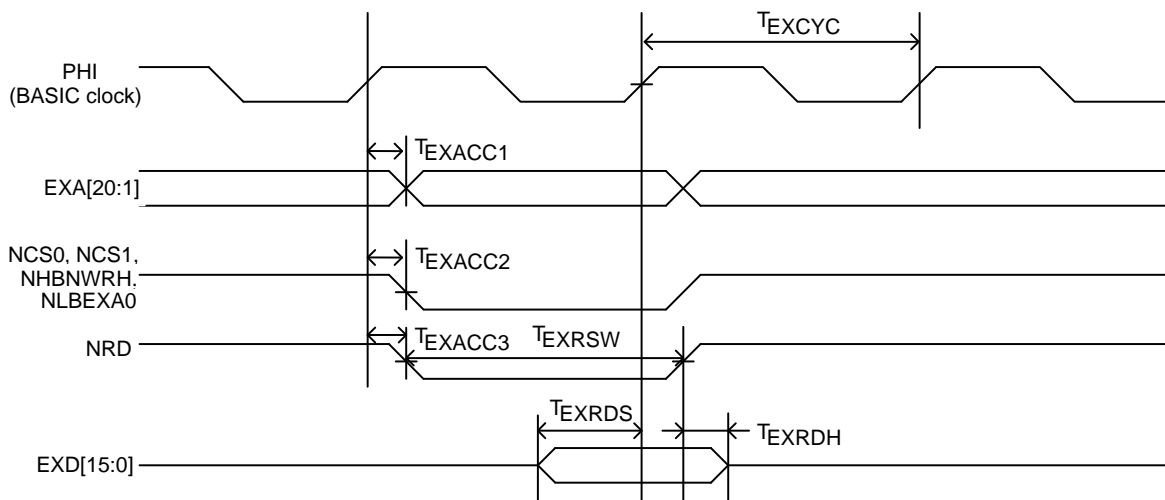 TEXCYC
PHI
(BASIC clock)
TEXACC1
EXA[20:1]
NCS0, NCS1,
NHBNWRH,
NLBEXA0
TEXACC2
NRD
TEXACC3
TEXRSW
TEXRDS
TEXRDH
EXD[15:0]